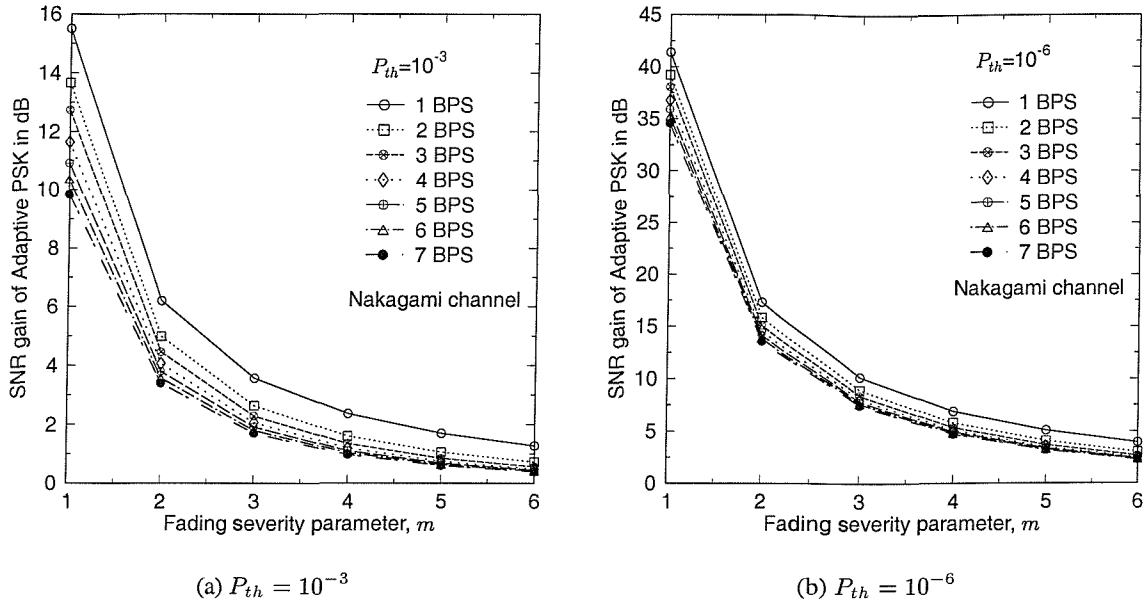 SNR gain of Adaptive PSK in dB
16
14
12
10
8
6
4
2
0
P_th=10^-3
1 BPS
2 BPS
3 BPS
4 BPS
5 BPS
6 BPS
7 BPS
Nakagami channel
1 2 3 4 5 6
Fading severity parameter, m
(a) P_th = 10^-3
SNR gain of Adaptive PSK in dB
45
40
35
30
25
20
15
10
5
0
P_th=10^-6
1 BPS
2 BPS
3 BPS
4 BPS
5 BPS
6 BPS
7 BPS
Nakagami channel
1 2 3 4 5 6
Fading severity parameter, m
(b) P_th = 10^-6